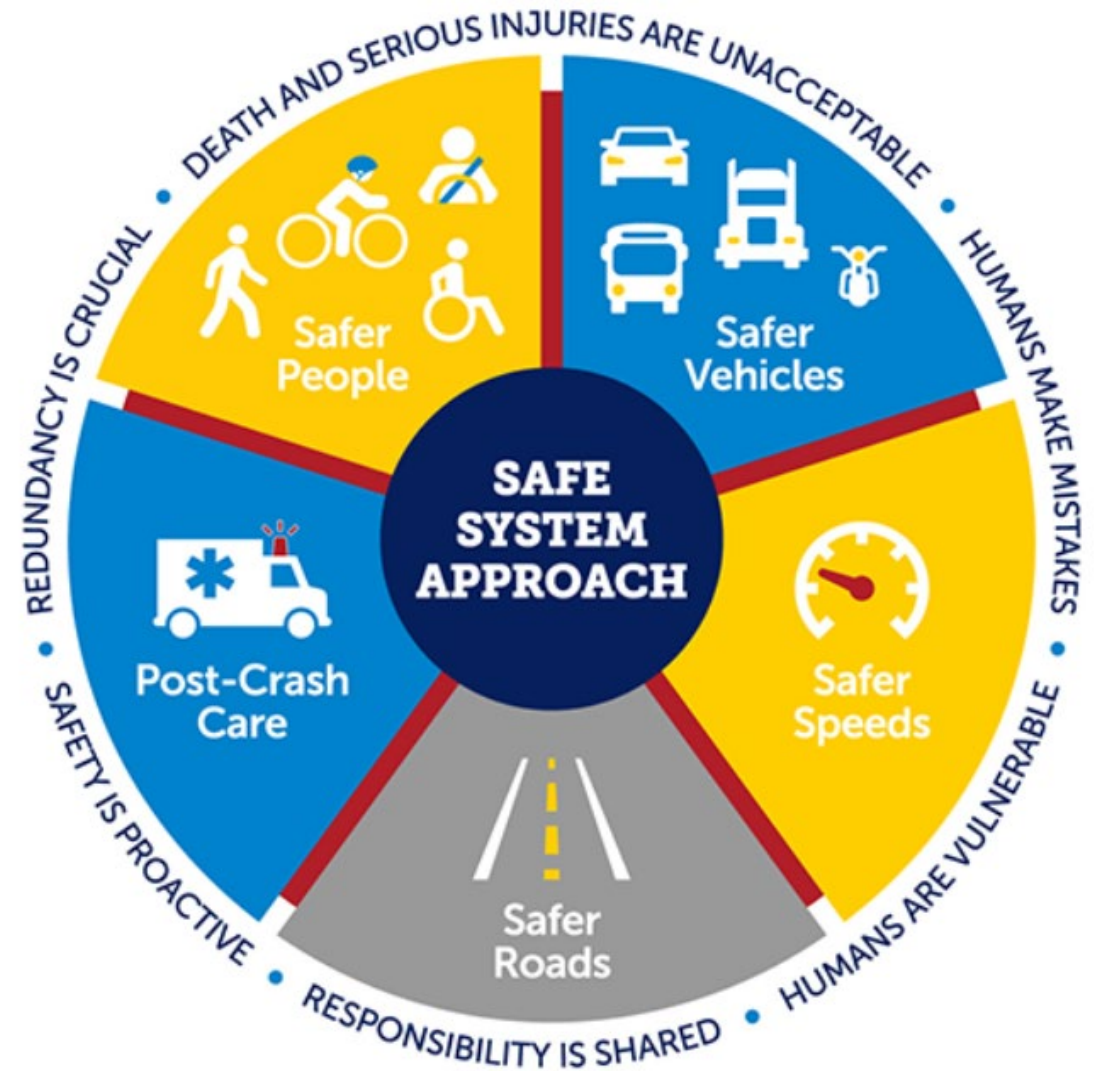 DEATH AND SERIOUS INJURIES ARE UNACCEPTABLE
HUMANS MAKE MISTAKES
HUMANS ARE VULNERABLE
RESPONSIBILITY IS SHARED
SAFETY IS PROACTIVE
REDUNDANCY IS CRUCIAL
Safer
People
Safer
Vehicles
SAFE
SYSTEM
APPROACH
Post-Crash
Care
Safer
Speeds
Safer
Roads